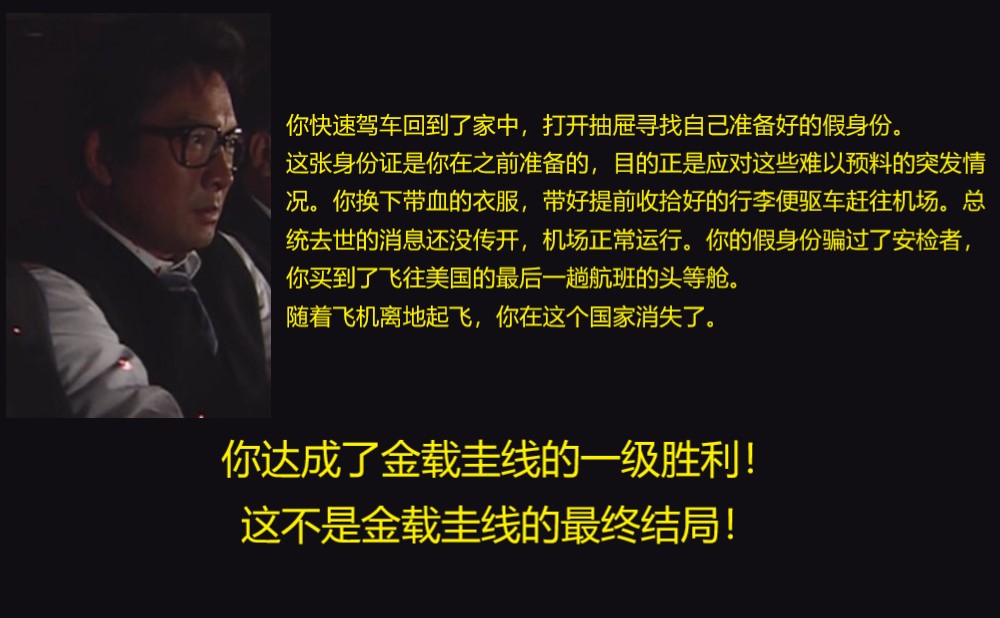 你快速驾车回到了家中，打开抽屉寻找自己准备好的假身份。
这张身份证是你在之前准备的，目的正是应对这些难以预料的突发情
况。你换下带血的衣服，带好提前收拾好的行李便驱车赶往机场。总
统去世的消息还没传开，机场正常运行。你的假身份骗过了安检者，
你买到了飞往美国的最后一趟航班的头等舱。
随着飞机离地起飞，你在这个国家消失了。
你达成了金载圭线的一级胜利！
这不是金载圭线的最终结局！